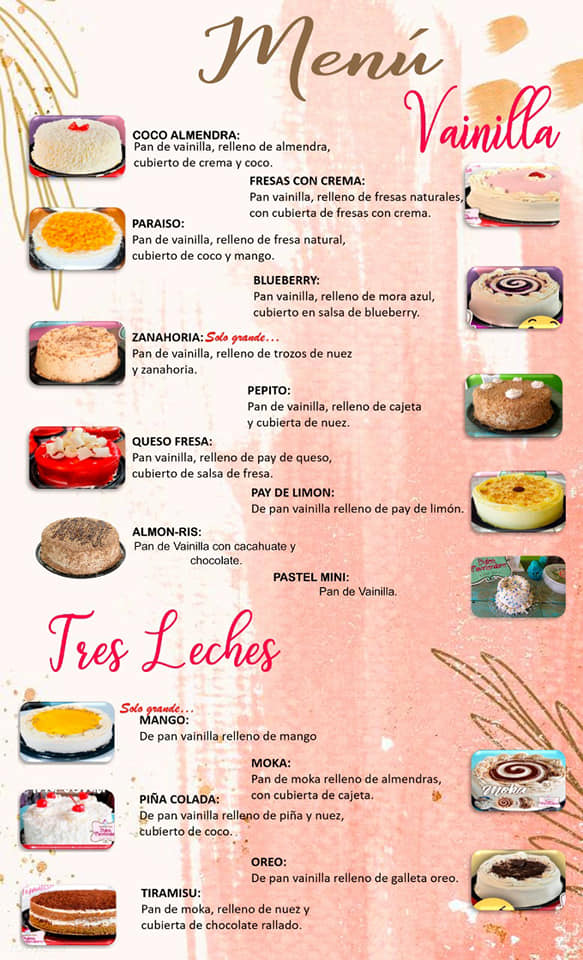 Menú
Vainilla
COCO ALMENDRA:
Pan de vainilla, relleno de almendra,
cubierto de crema y coco.
FRESAS CON CREMA:
Pan vainilla, relleno de fresas naturales,
con cubierta de fresas con crema.
PARAISO:
Pan de vainilla, relleno de fresa natural,
cubierto de coco y mango.
BLUEBERRY:
Pan vainilla, relleno de mora azul,
cubierto en salsa de blueberry.
ZANAHORIA: Solo grande...
Pan de vainilla, relleno de trozos de nuez
y zanahoria.
PEPITO:
Pan de vainilla, relleno de cajeta
y cubierta de nuez.
QUESO FRESA:
Pan vainilla, relleno de pay de queso,
cubierto de salsa de fresa.
PAY DE LIMON:
De pan vainilla relleno de pay de limón.
ALMON-RIS:
Pan de Vainilla con cacahuate y
chocolate.
PASTEL MINI:
Pan de Vainilla.
Tres Leches
Solo grande...
MANGO:
De pan vainilla relleno de mango
MOKA:
Pan de moka relleno de almendras,
con cubierta de cajeta.
Moka
PIÑA COLADA:
De pan vainilla relleno de piña y nuez,
cubierto de coco.
OREO:
De pan vainilla relleno de galleta oreo.
TIRAMISU:
Pan de moka, relleno de nuez y
cubierta de chocolate rallado.